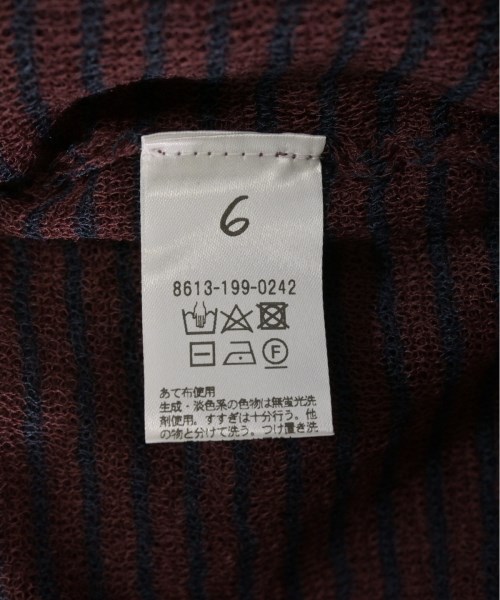 6
8613-199-0242
F
あて布使用
生成・淡色系の色物は無蛍光洗
剤使用。すすぎは十分行う。他
の物と分けて洗う。つけ置き洗